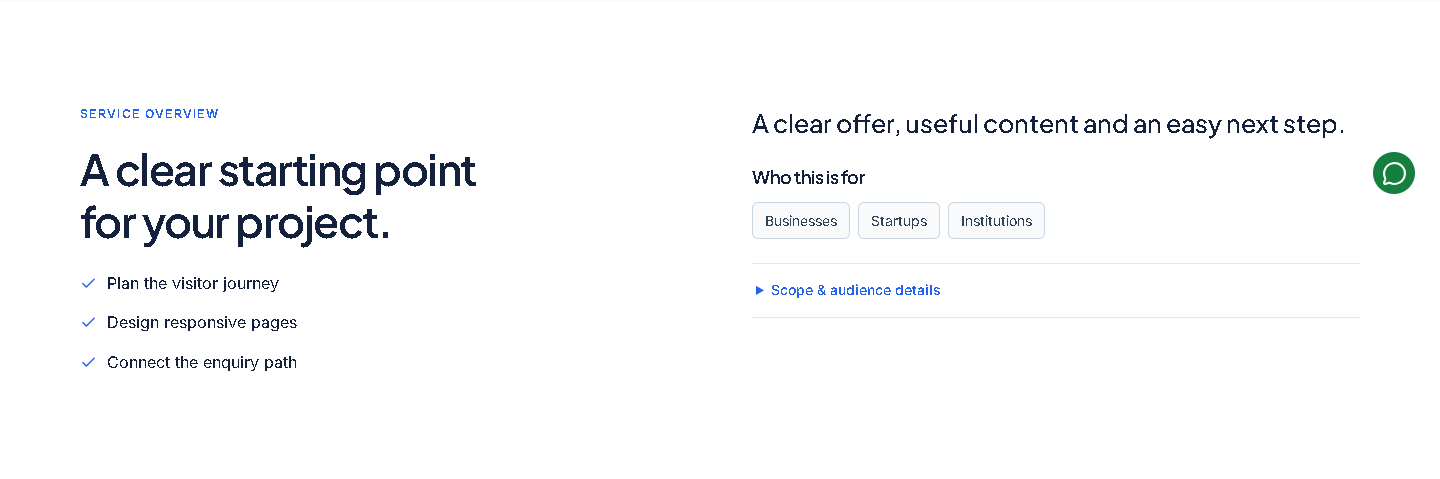 SERVICE OVERVIEW
A clear starting point
for your project.
Plan the visitor journey
Design responsive pages
Connect the enquiry path
A clear offer, useful content and an easy next step.
Who this is for
Businesses
Startups
Institutions
Scope & audience details